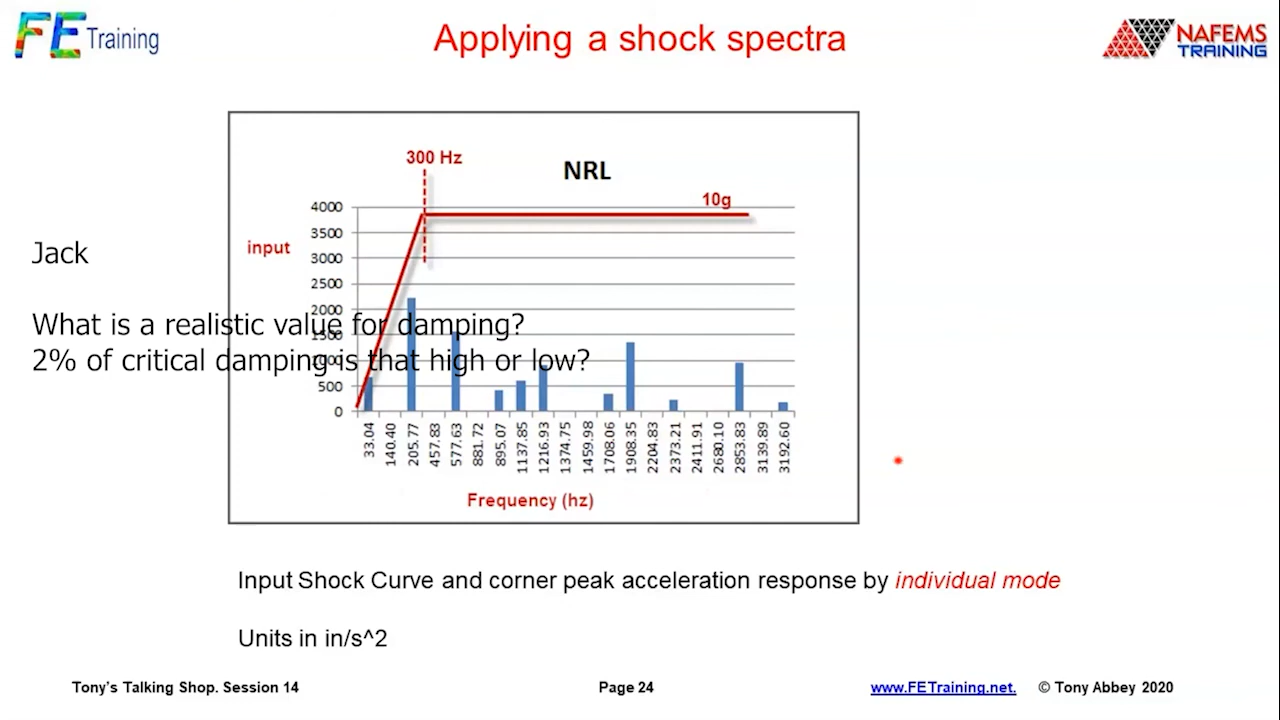 FE Training
Applying a shock spectra
NAFEMS
TRAINING
300 Hz
NRL
10g
input
4000
3500
3000
2500
2000
1500
1000
500
0
Jack
What is a realistic value for damping?
2% of critical damping is that high or low?
33.04
140.40
205.77
457.83
577.63
881.72
895.07
1137.85
1216.93
1374.75
1459.98
1708.06
1908.35
2204.83
2373.21
2411.91
2680.10
2853.83
3139.89
3192.60
Frequency (hz)
Input Shock Curve and corner peak acceleration response by individual mode
Units in in/s^2
Tony's Talking Shop. Session 14
Page 24
www.FETraining.net. © Tony Abbey 2020